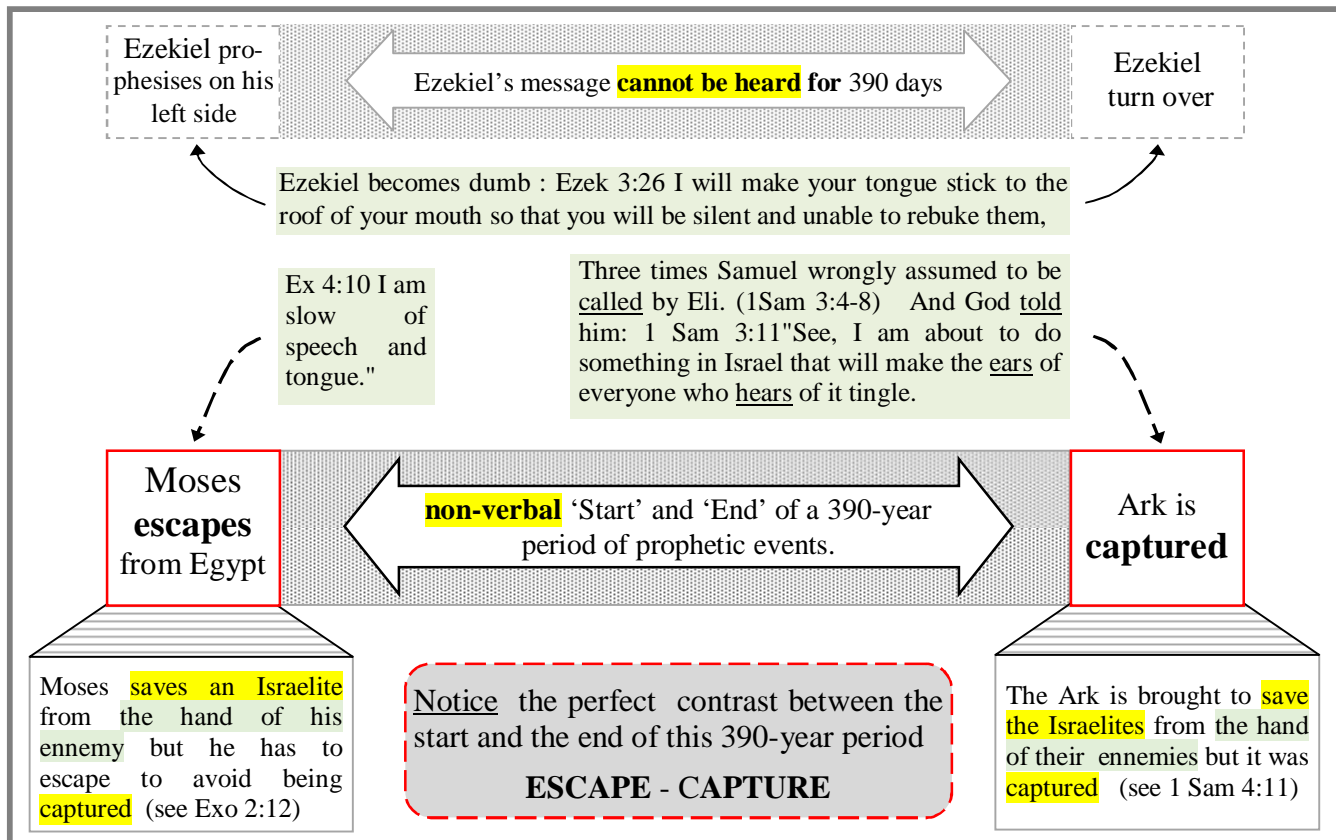 Ezekiel pro-
phesises on his
left side
Ezekiel's message cannot be heard for 390 days
Ezekiel
turn over
Ezekiel becomes dumb : Ezek 3:26 I will make your tongue stick to the
roof of your mouth so that you will be silent and unable to rebuke them,
Ex 4:10 I am
slow of
speech and
tongue."
Three times Samuel wrongly assumed to be
called by Eli. (1Sam 3:4-8) And God told
him: 1 Sam 3:11"See, I am about to do
something in Israel that will make the ears of
everyone who hears of it tingle.
Moses
escapes
from Egypt
non-verbal ‘Start’ and ‘End’ of a 390-year
period of prophetic events.
Ark is
captured
Moses saves an Israelite
from the hand of his
ennemy but he has to
escape to avoid being
captured (see Exo 2:12)
Notice the perfect contrast between the
start and the end of this 390-year period
ESCAPE - CAPTURE
The Ark is brought to save
the Israelites from the hand
of their ennemies but it was
captured (see 1 Sam 4:11)